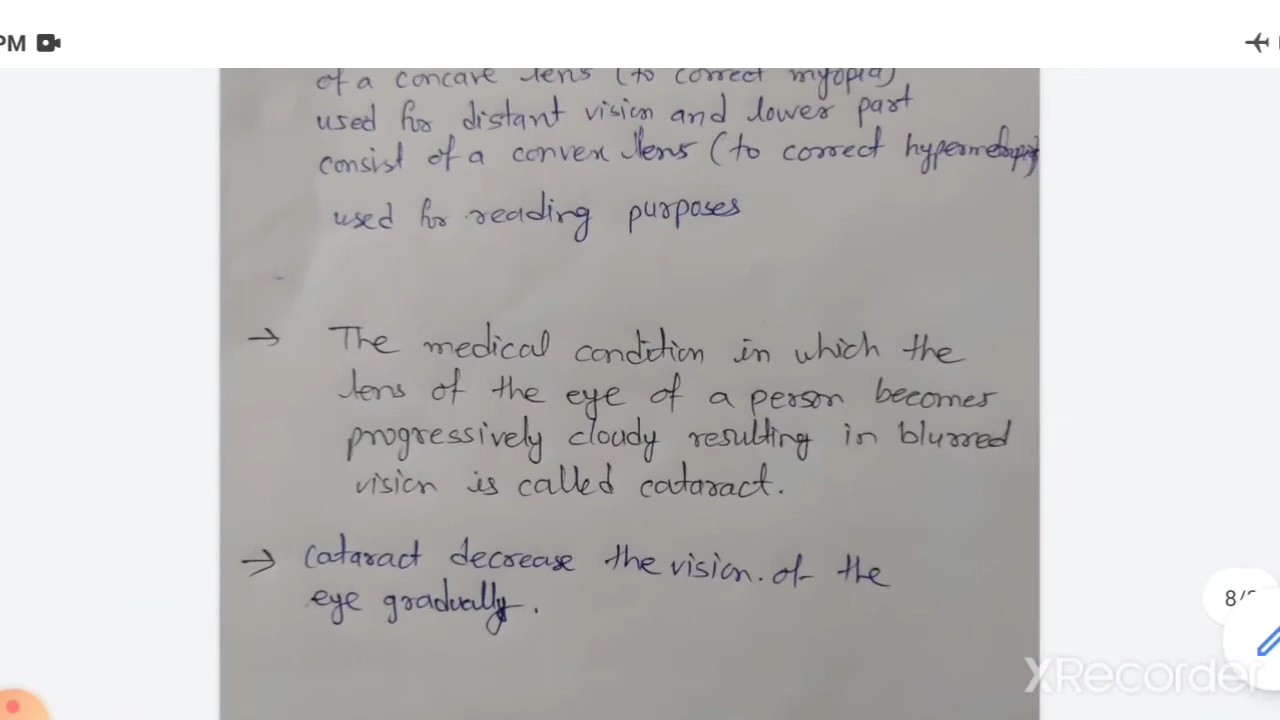 PM
of a concave lens (to correct myopia)
used for distant vision and lower part
consist of a convex lens (to correct hypermetropia)
used for reading purposes
→ The medical condition in which the
lens of the eye of a person becomes
progressively cloudy resulting in blurred
vision is called cataract.
→ Cataract decrease the vision. of the
eye gradually.
8/
XRecorder